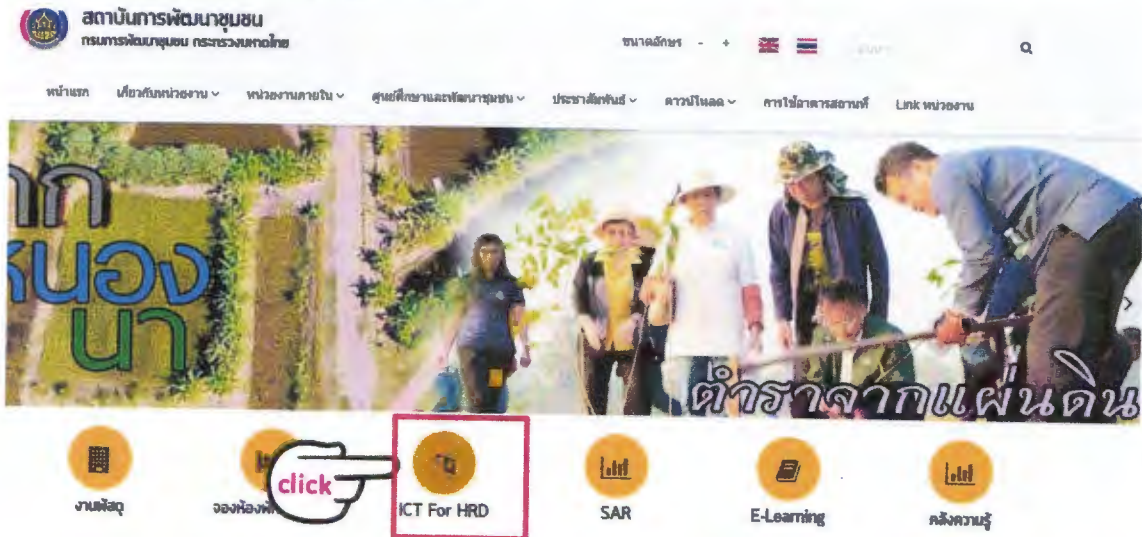 สถาบันการพัฒนาชุมชน
กรมการพัฒนาชุมชน กระทรวงมหาดไทย
ขนาดอักษร - +
หน้าแรก เกี่ยวกับหน่วยงาน หน่วยงานภายใน ศูนย์ศึกษาและพัฒนาชุมชน ประชาสัมพันธ์ ดาวน์โหลด การใช้อาคารสถานที่ Link หน่วยงาน
หนอง
นา
ตำราจากแผ่นดิน
click
งานพัสดุ จองห้องพัก ICT For HRD SAR E-Learning คลังความรู้